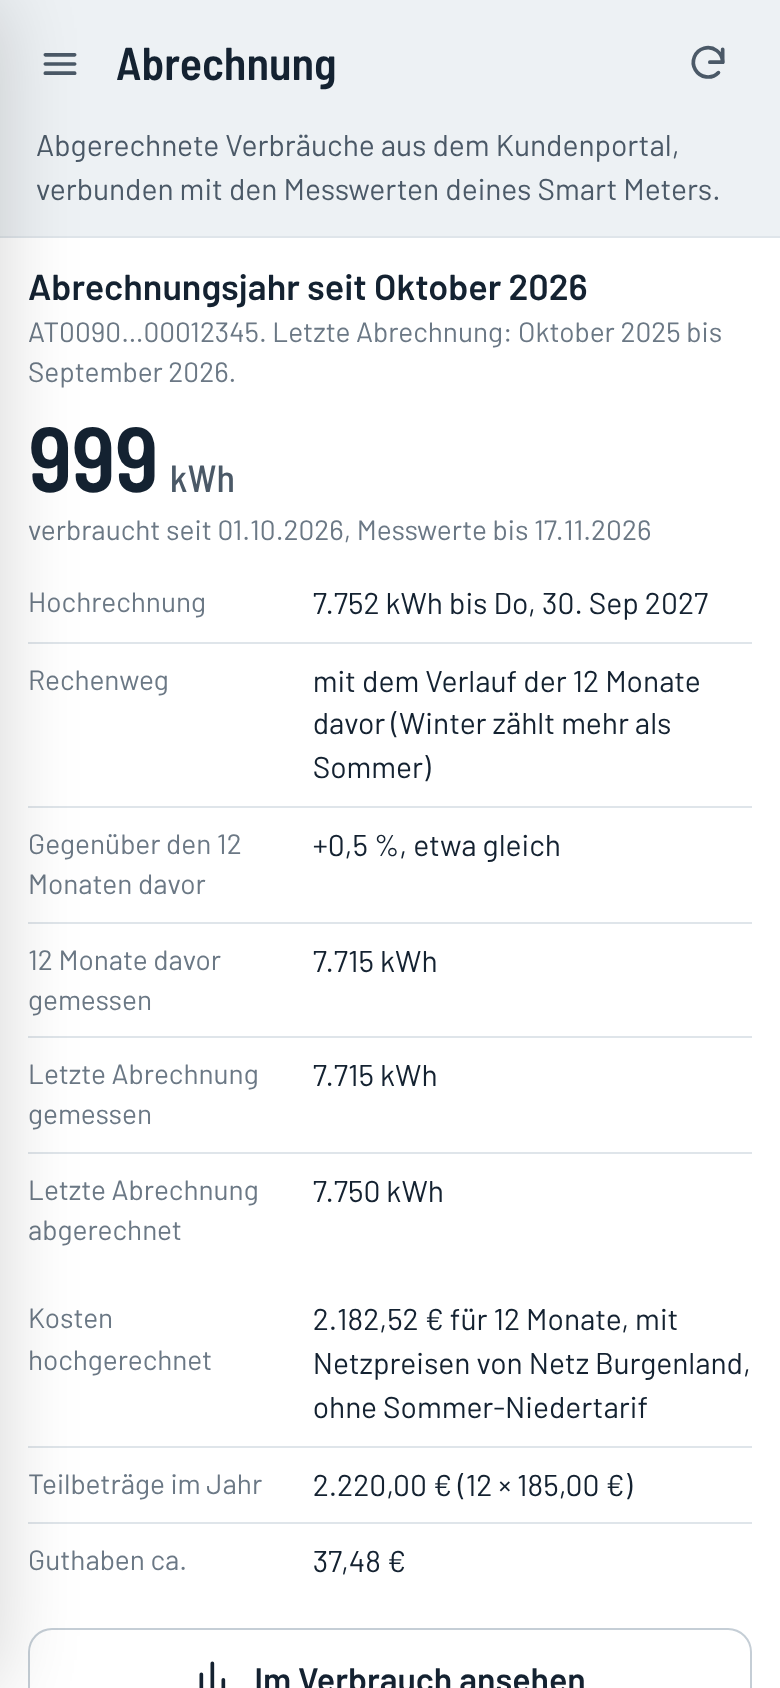 Abrechnung
Abgerechnete Verbräuche aus dem Kundenportal,
verbunden mit den Messwerten deines Smart Meters.
Abrechnungsjahr seit Oktober 2026
AT0090…00012345. Letzte Abrechnung: Oktober 2025 bis
September 2026.
999 kWh
verbraucht seit 01.10.2026, Messwerte bis 17.11.2026
Hochrechnung 7.752 kWh bis Do, 30. Sep 2027
Rechenweg mit dem Verlauf der 12 Monate
davor (Winter zählt mehr als
Sommer)
Gegenüber den 12 +0,5 %, etwa gleich
Monaten davor
12 Monate davor 7.715 kWh
gemessen
Letzte Abrechnung 7.715 kWh
gemessen
Letzte Abrechnung 7.750 kWh
abgerechnet
Kosten 2.182,52 € für 12 Monate, mit
hochgerechnet Netzpreisen von Netz Burgenland,
ohne Sommer-Niedertarif
Teilbeträge im Jahr 2.220,00 € (12 × 185,00 €)
Guthaben ca. 37,48 €
Im Verbrauch ansehen